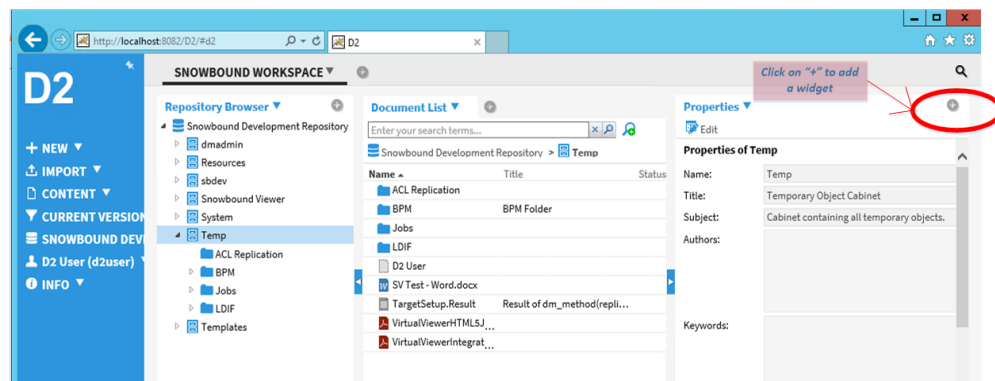 http://localhost:8082/D2/#d2
D2
D2
SNOWBOUND WORKSPACE
Click on "+" to add
a widget
+ NEW
IMPORT
CONTENT
CURRENT VERSION
SNOWBOUND DEVE
D2 User (d2user)
INFO
Repository Browser
Snowbound Development Repository
dmadmin
Resources
sbdev
Snowbound Viewer
System
Temp
ACL Replication
BPM
Jobs
LDIF
Templates
Document List
Enter your search terms...
Snowbound Development Repository > Temp
Name Title Status
ACL Replication
BPM BPM Folder
Jobs
LDIF
D2 User
SV Test - Word.docx
TargetSetup.Result Result of dm_method(repli...
VirtualViewerHTML5J...
VirtualViewerIntegrat...
Properties
Edit
Properties of Temp
Name: Temp
Title: Temporary Object Cabinet
Subject: Cabinet containing all temporary objects.
Authors:
Keywords: